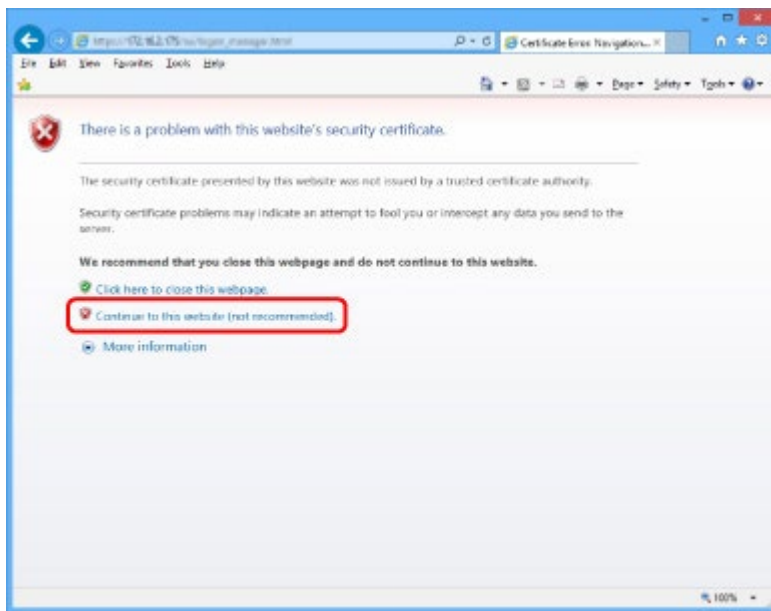 Certificate Error: Navigation...
File Edit View Favorites Tools Help
Page Safety Tools
There is a problem with this website's security certificate.
The security certificate presented by this website was not issued by a trusted certificate authority.
Security certificate problems may indicate an attempt to fool you or intercept any data you send to the
server.
We recommend that you close this webpage and do not continue to this website.
Click here to close this webpage.
Continue to this website (not recommended).
More information
100%